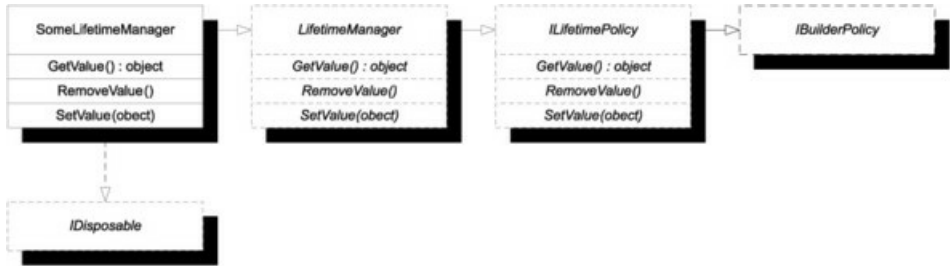 SomeLifetimeManager
GetValue() : object
RemoveValue()
SetValue(obect)
LifetimeManager
GetValue() : object
RemoveValue()
SetValue(obect)
ILifetimePolicy
GetValue() : object
RemoveValue()
SetValue(obect)
IBuilderPolicy
IDisposable